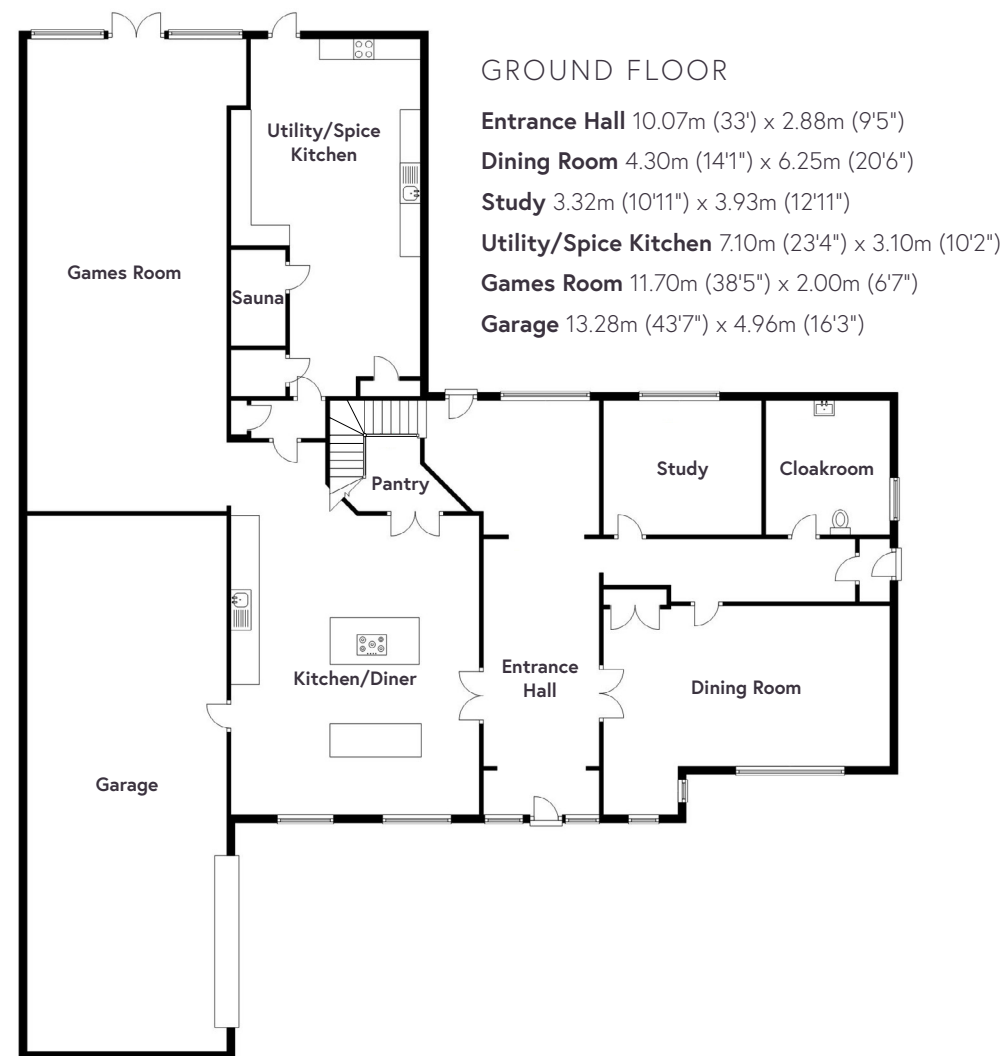 GROUND FLOOR
Entrance Hall 10.07m (33') x 2.88m (9'5")
Dining Room 4.30m (14'1") x 6.25m (20'6")
Study 3.32m (10'11") x 3.93m (12'11")
Utility/Spice Kitchen 7.10m (23'4") x 3.10m (10'2")
Games Room 11.70m (38'5") x 2.00m (6'7")
Garage 13.28m (43'7") x 4.96m (16'3")
Utility/Spice
Kitchen
Games Room
Sauna
Pantry
Study
Cloakroom
Kitchen/Diner
Entrance
Hall
Dining Room
Garage